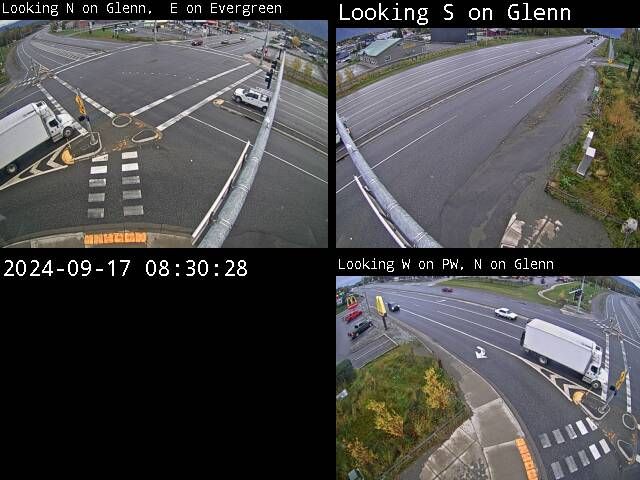 Looking N on Glenn,  E on Evergreen
Looking S on Glenn
2024-09-17 08:30:28
Looking W on PW, N on Glenn